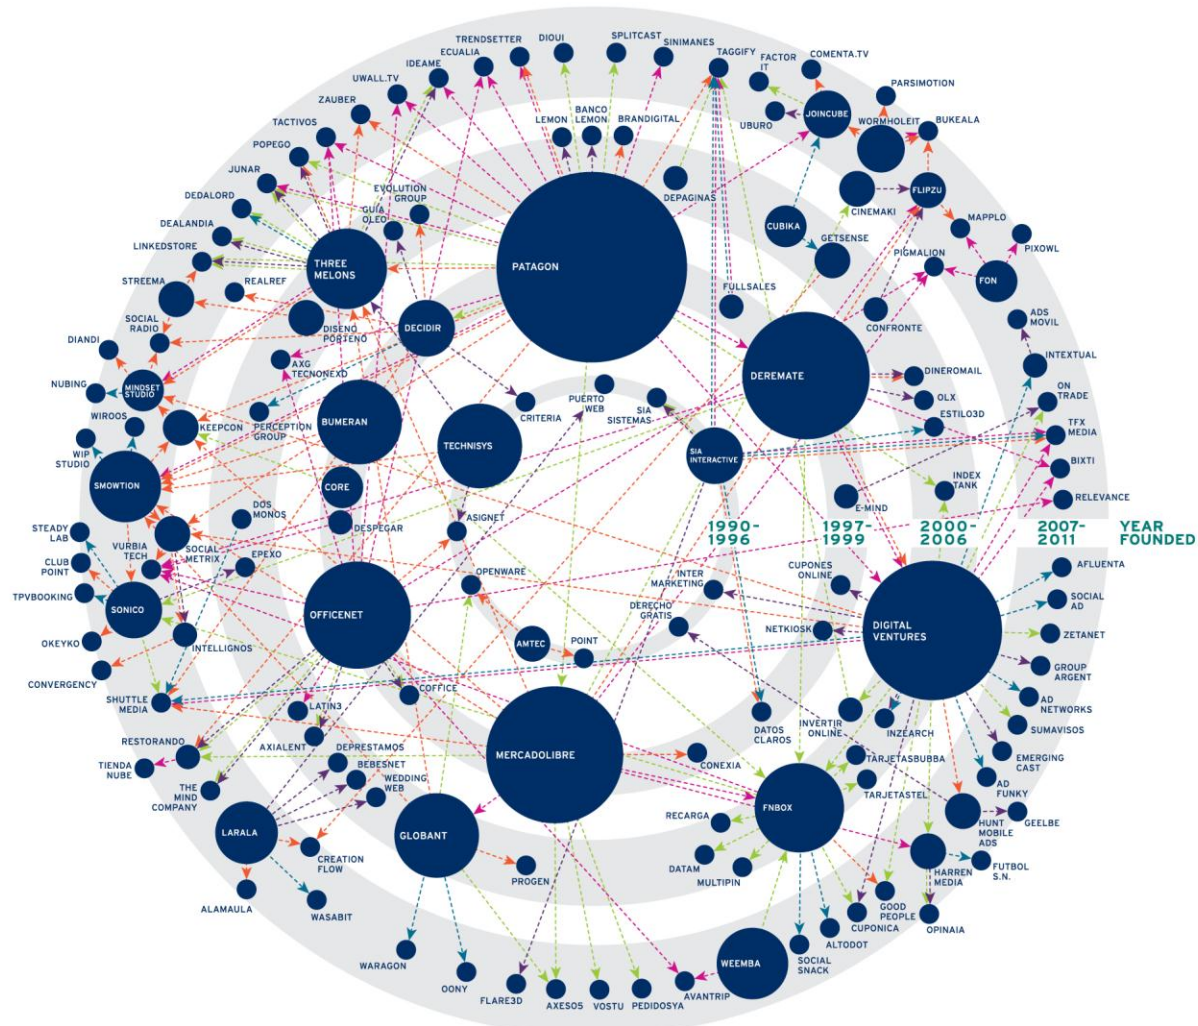 TRENDSETTER
DIOUI
SPLITCAST
SINIMANES
TAGGIFY
FACTOR
IT
COMENTA.TV
PARSIMOTION
ECUALIA
IDEAME
UWALL.TV
ZAUBER
TACTIVOS
POPEGO
JUNAR
DEDALORD
DEALANDIA
LINKEDSTORE
STREEMA
SOCIAL
RADIO
DIANDI
NUBING
LEMON
BANCO
LEMON
BRANDIGITAL
UBURO
JOINCUBE
WORMHOLEIT
BUKEALA
EVOLUTION
GROUP
GUIA
OLEO
DEPAGINAS
CINEMAKI
FLIPZU
CUBIKA
GETSENSE
MAPPLO
PIXOWL
PIGMALION
FON
THREE
MELONS
PATAGON
REALREF
DISENO
PORTENO
DECIDIR
FULLSALES
CONFRONTE
ADS
MOVIL
INTEXTUAL
AXG
TECNONEXD
DEREMATE
DINEROMAIL
OLX
ESTILO3D
ON
TRADE
TFX
MEDIA
BIXTI
RELEVANCE
MINDSET
STUDIO
WIROOS
KEEPCON
PERCEPTION
GROUP
BUMERAN
CRITERIA
PUERTO
WEB
SIA
SISTEMAS
SIA
INTERACTIVE
WIP
STUDIO
SMOWTION
TECHNISYS
CORE
DESPEGAR
ASIGNET
E-MIND
INDEX
TANK
DOS
MONOS
STEADY
LAB
VURBIA
TECH
SOCIAL
METRIX
EPEXO
1990-
1996
1997-
1999
2000-
2006
2007-
2011
YEAR
FOUNDED
CLUB
POINT
TPVBOOKING
SONICO
OKEYKO
INTELLIGNOS
CONVERGENCY
OFFICENET
OPENWARE
AMTEC
POINT
INTER
MARKETING
DERECHO
GRATIS
CUPONES
ONLINE
NETKIOSK
DIGITAL
VENTURES
AFLUENTA
SOCIAL
AD
ZETANET
GROUP
ARGENT
AD
NETWORKS
SUMAVISOS
EMERGING
CAST
AD
FUNKY
GEELBE
SHUTTLE
MEDIA
COFFICE
LATIN3
AXIALENT
RESTORANDO
TIENDA
NUBE
THE
MIND
COMPANY
DEPRESTAMOS
BEBESNET
WEDDING
WEB
MERCADOLIBRE
CONEXIA
DATOS
CLAROS
INVERTIR
ONLINE
INZEARCH
TARJETASBUBBA
TARJETASTEL
FNBOX
RECARGA
DATAM
MULTIPIN
HUNT
MOBILE
ADS
HARREN
MEDIA
FUTBOL
S.N.
LARALA
GLOBANT
CREATION
FLOW
PROGEN
ALAMAULA
WASABIT
WARAGON
OONY
FLARE3D
AXESO5
VOSTU
PEDIDOSYA
AVANTRIP
WEEMBA
SOCIAL
SNACK
ALTODOT
CUPONICA
GOOD
PEOPLE
OPINAIA